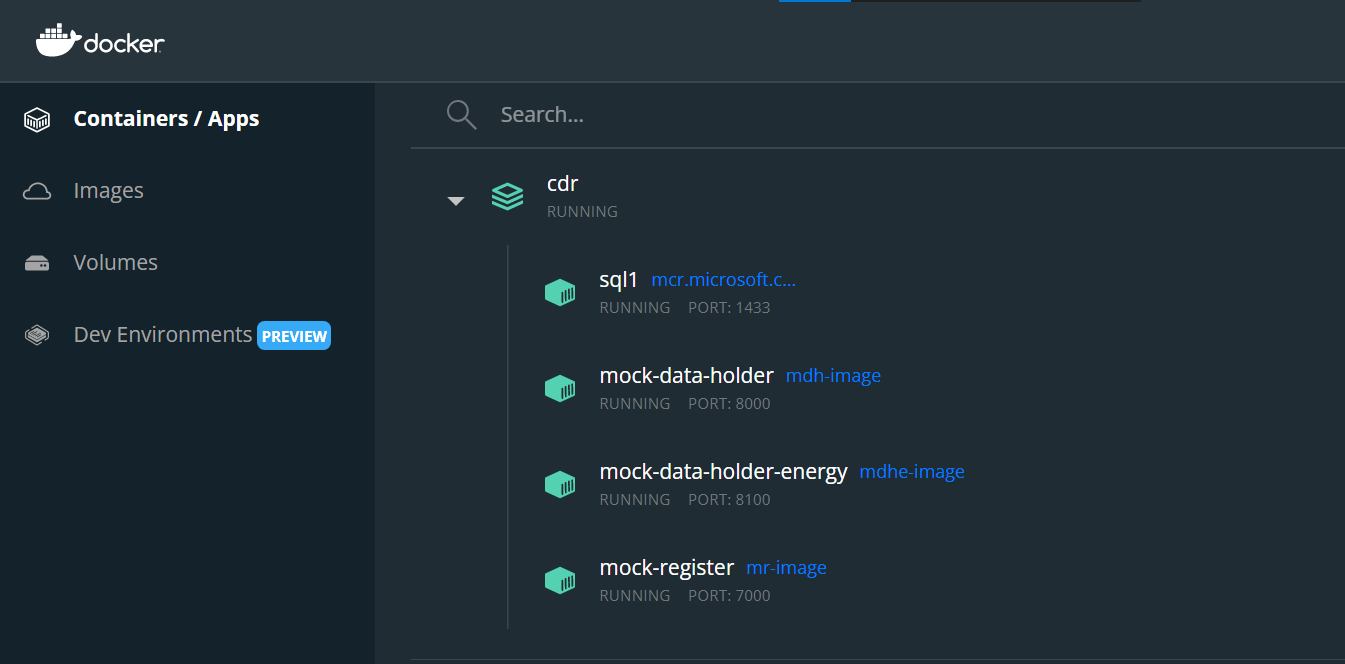 docker
Containers / Apps
Images
Volumes
Dev Environments PREVIEW
Search...
cdr
RUNNING
sql1 mcr.microsoft.c...
RUNNING PORT: 1433
mock-data-holder mdh-image
RUNNING PORT: 8000
mock-data-holder-energy mdhe-image
RUNNING PORT: 8100
mock-register mr-image
RUNNING PORT: 7000